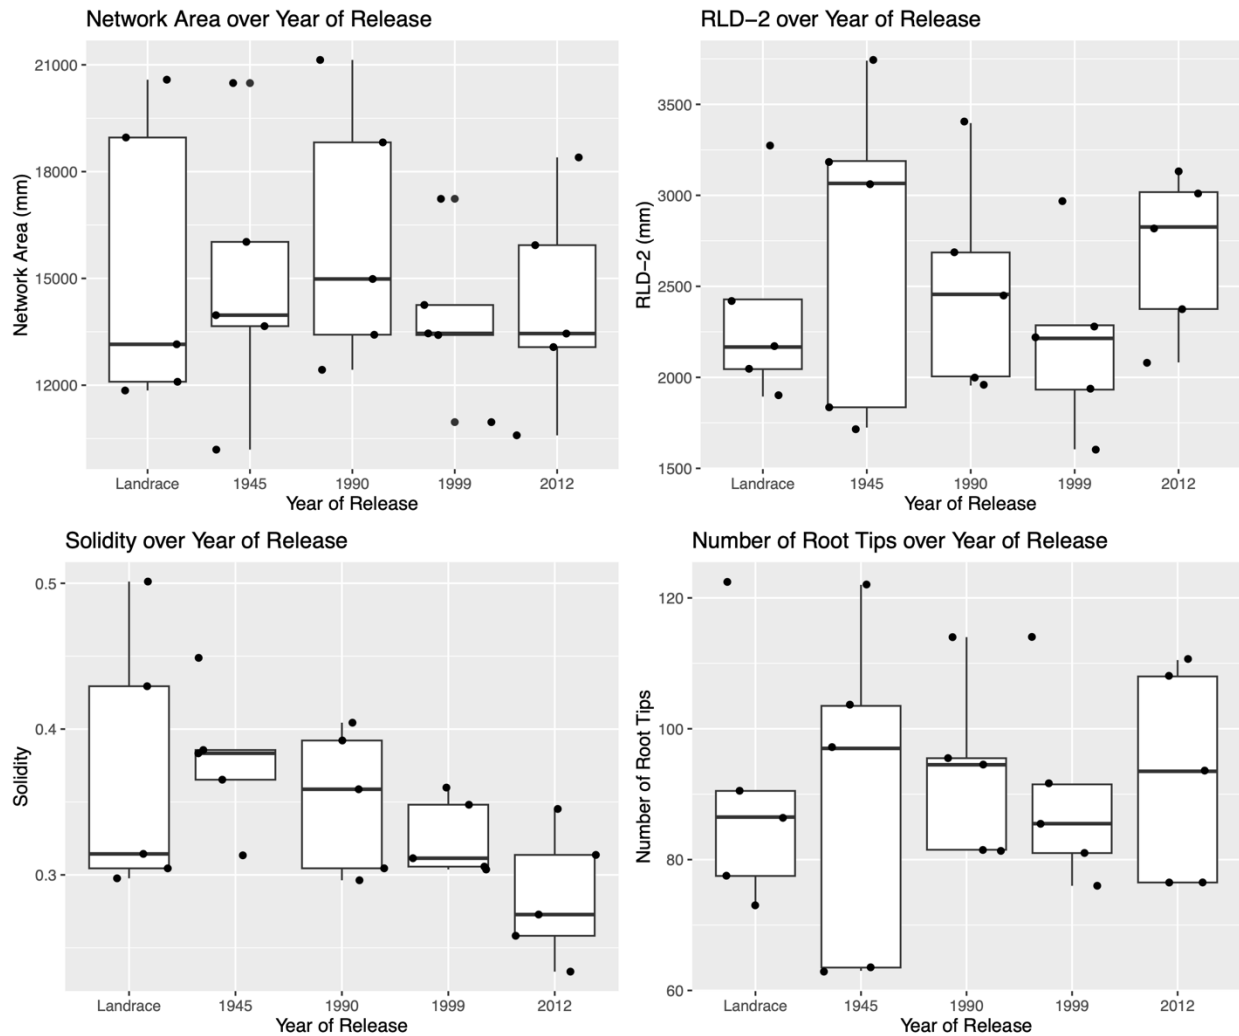 Network Area over Year of Release
Network Area (mm)
21000
18000
15000
12000
Landrace 1945 1990 1999 2012
Year of Release
RLD−2 over Year of Release
RLD−2 (mm)
3500
3000
2500
2000
1500
Landrace 1945 1990 1999 2012
Year of Release
Solidity over Year of Release
Solidity
0.5
0.4
0.3
Landrace 1945 1990 1999 2012
Year of Release
Number of Root Tips over Year of Release
Number of Root Tips
120
100
80
60
Landrace 1945 1990 1999 2012
Year of Release